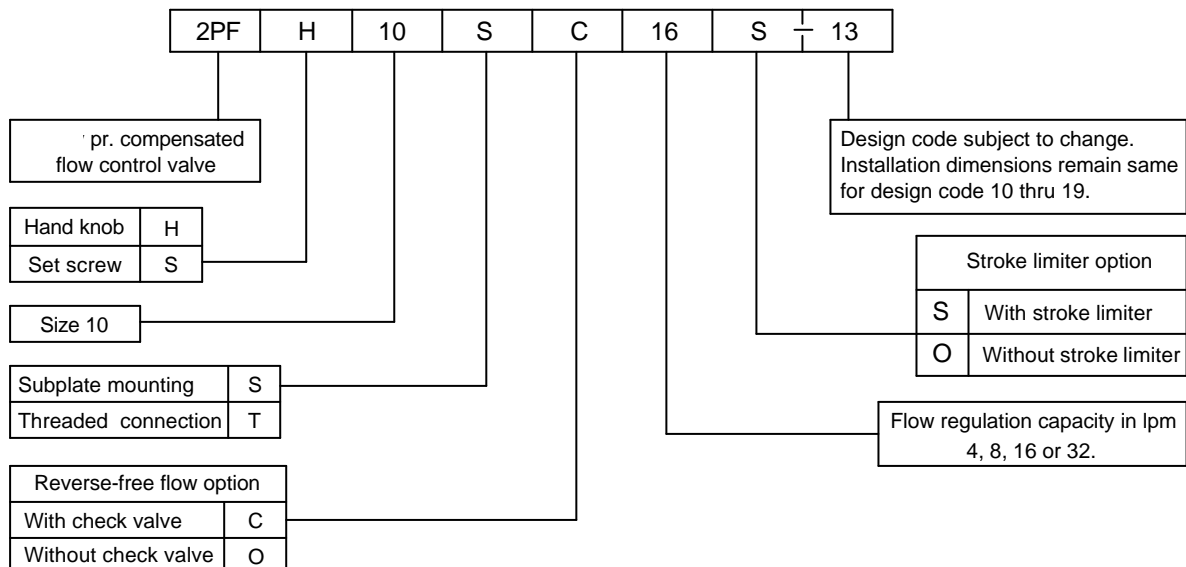 2PF H 10 S C 16 S – 13
pr. compensated
flow control valve
Design code subject to change.
Installation dimensions remain same
for design code 10 thru 19.
Hand knob H
Set screw S
Stroke limiter option
S With stroke limiter
O Without stroke limiter
Size 10
Subplate mounting S
Threaded connection T
Flow regulation capacity in lpm
4, 8, 16 or 32.
Reverse-free flow option
With check valve C
Without check valve O